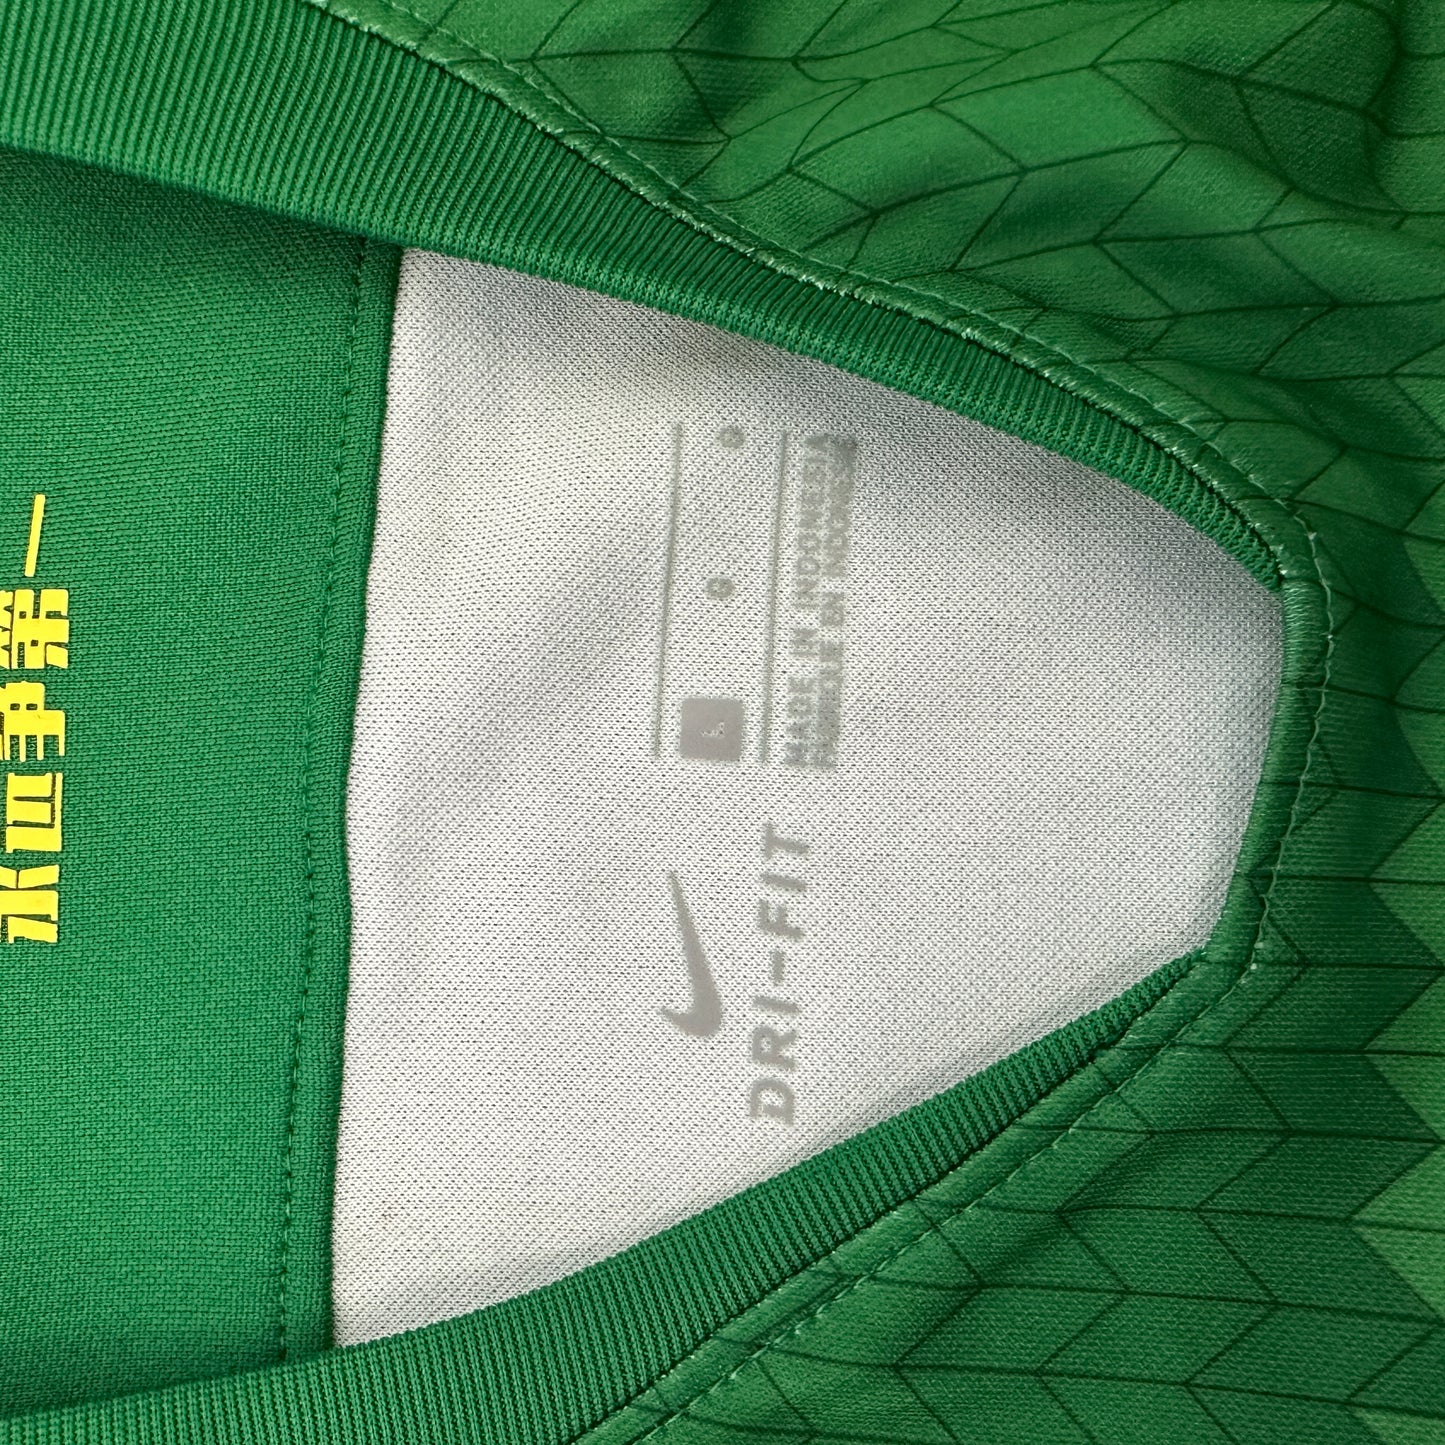 永远争第一
DRI-FIT
L G G
MADE IN INDONESIA